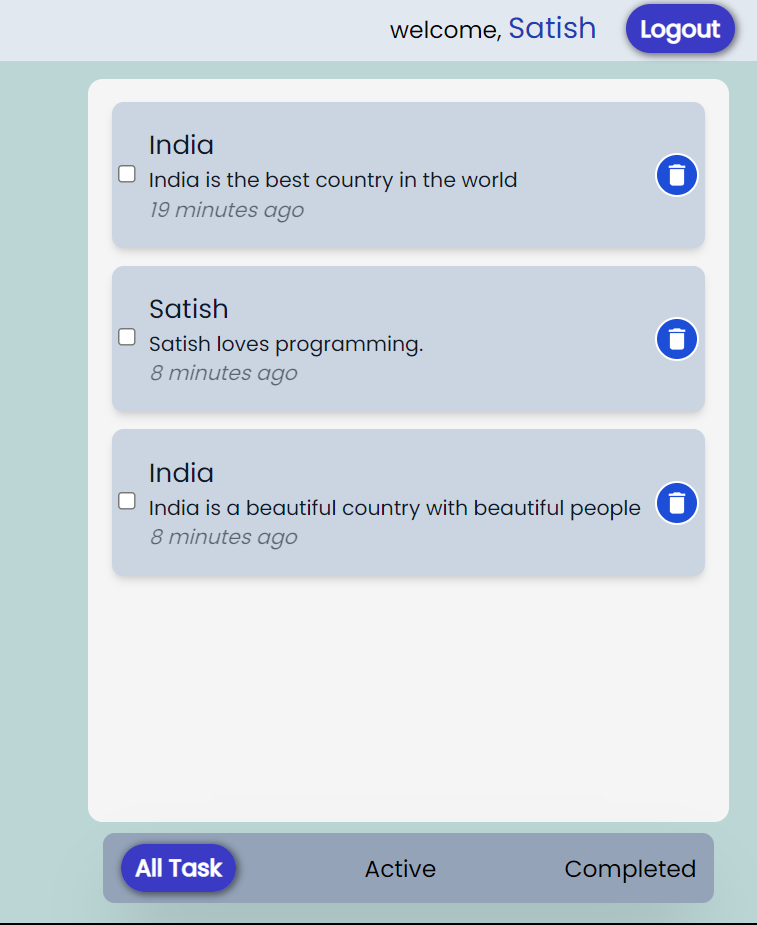 welcome, Satish Logout
India
India is the best country in the world
19 minutes ago
Satish
Satish loves programming.
8 minutes ago
India
India is a beautiful country with beautiful people
8 minutes ago
All Task Active Completed